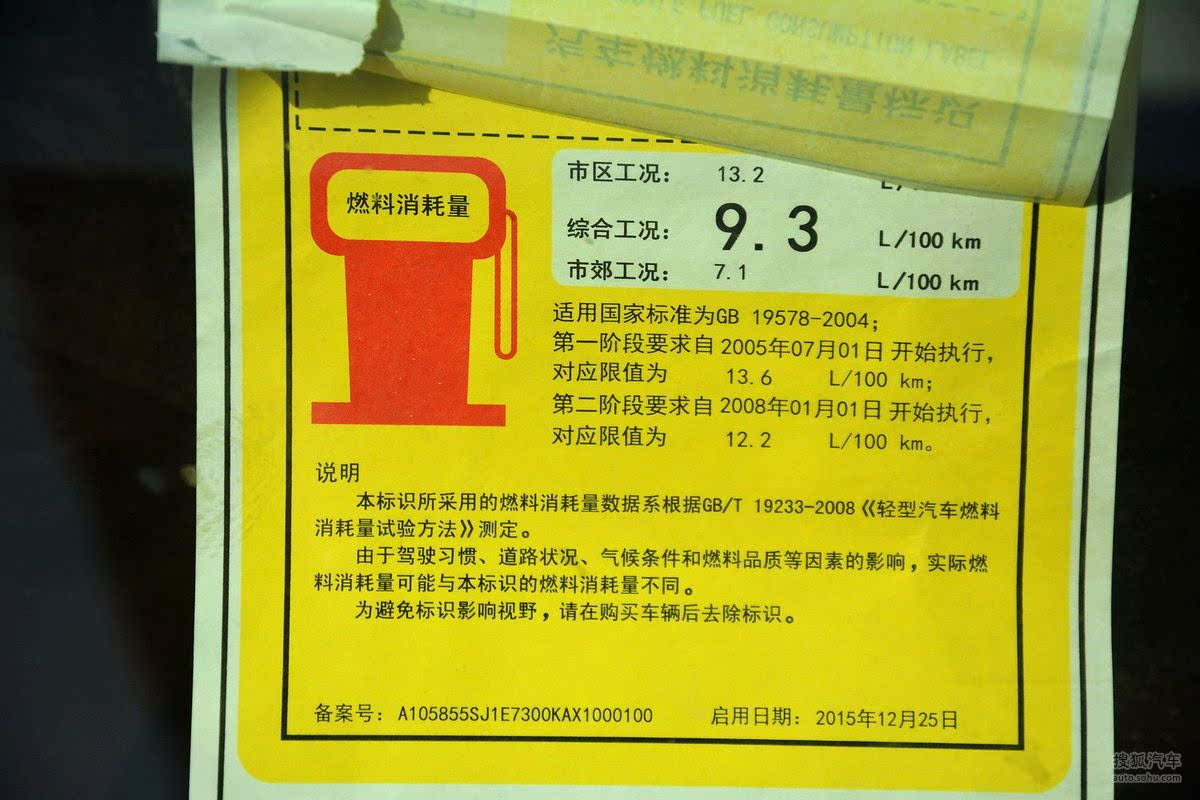 FUEL CONSUMPTION LABEL
汽车燃料消耗量标识
燃料消耗量
市区工况： 13.2
综合工况： 9.3 L/100 km
市郊工况： 7.1 L/100 km
适用国家标准为GB 19578-2004；
第一阶段要求自2005年07月01日开始执行，
对应限值为 13.6 L/100 km；
第二阶段要求自2008年01月01日开始执行，
对应限值为 12.2 L/100 km。
说明
本标识所采用的燃料消耗量数据系根据GB/T 19233-2008《轻型汽车燃料
消耗量试验方法》测定。
由于驾驶习惯、道路状况、气候条件和燃料品质等因素的影响，实际燃
料消耗量可能与本标识的燃料消耗量不同。
为避免标识影响视野，请在购买车辆后去除标识。
备案号： A105855SJ1E7300KAX1000100 启用日期： 2015年12月25日
搜狐汽车
auto.sohu.com